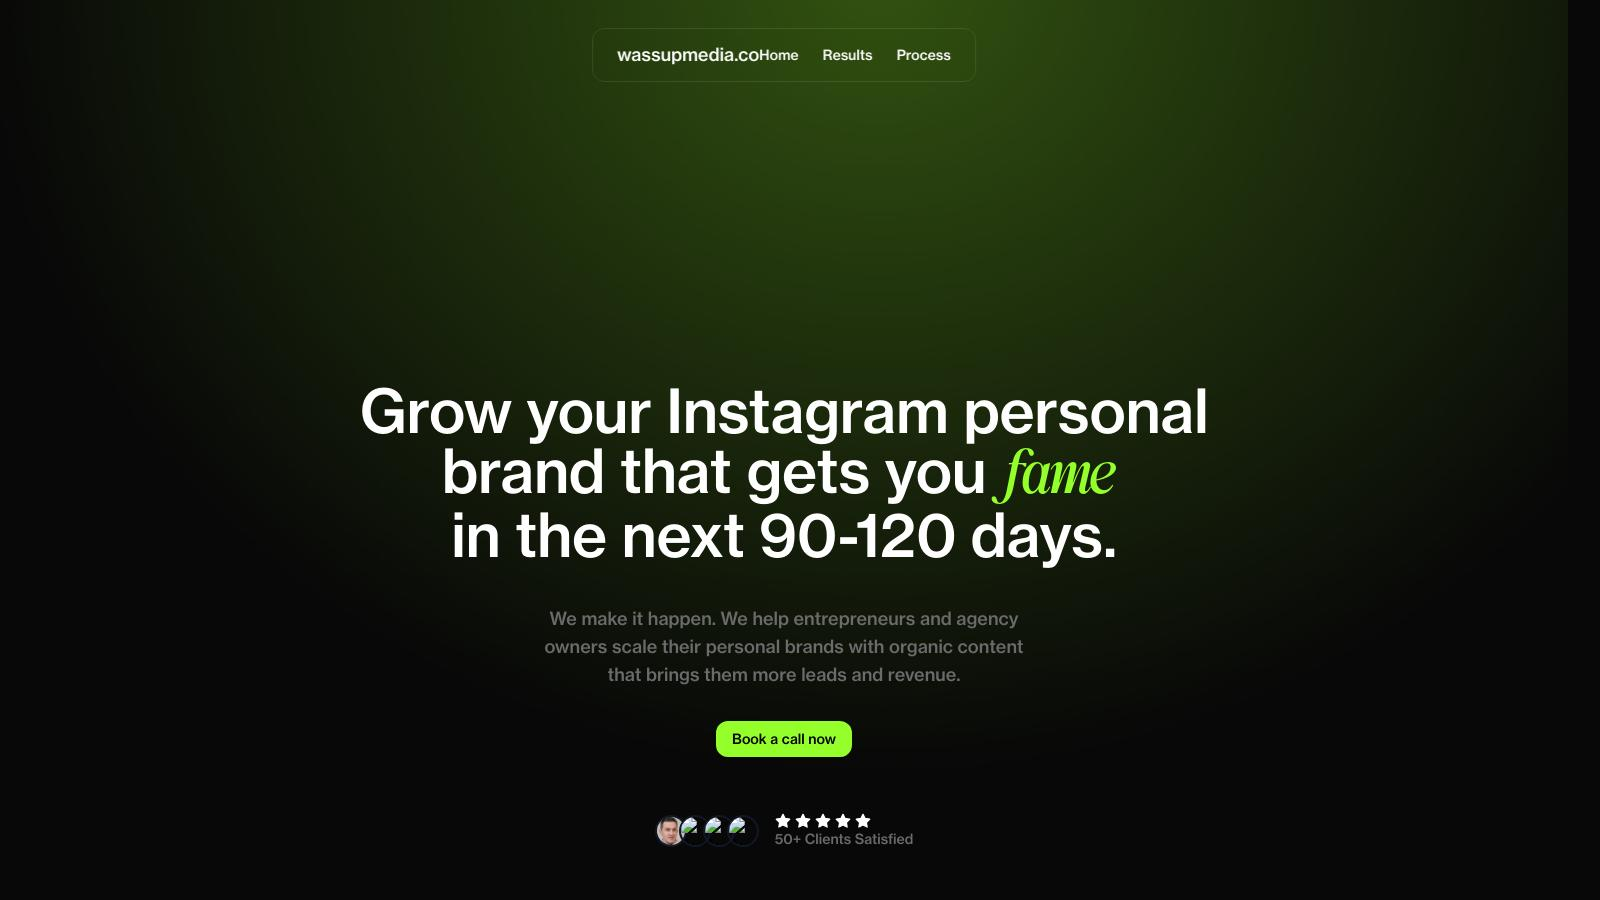 wassupmedia.co
Home Results Process
Grow your Instagram personal
brand that gets you fame
in the next 90-120 days.
We make it happen. We help entrepreneurs and agency
owners scale their personal brands with organic content
that brings them more leads and revenue.
Book a call now
50+ Clients Satisfied